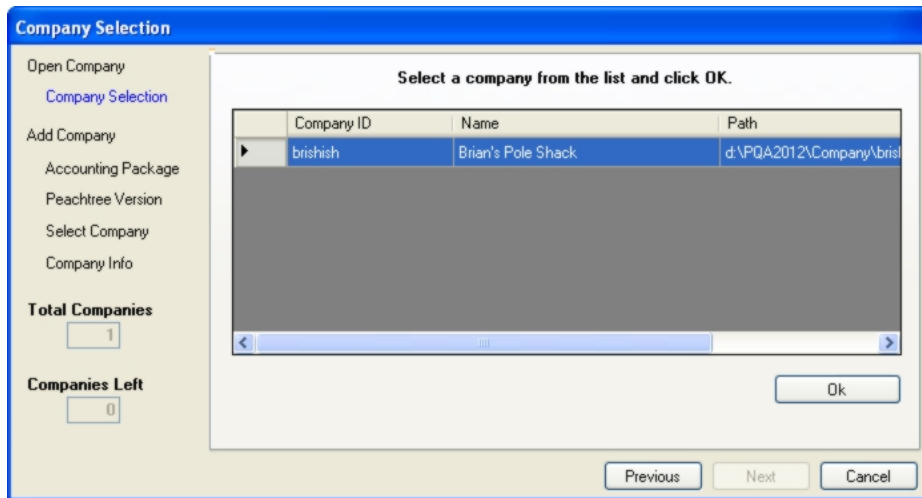 Company Selection
Open Company
Company Selection
Add Company
Accounting Package
Peachtree Version
Select Company
Company Info
Total Companies
1
Companies Left
0
Select a company from the list and click OK.
Company ID Name Path
brishish Brian's Pole Shack d:\PQA2012\Company\brish
Ok
Previous Next Cancel